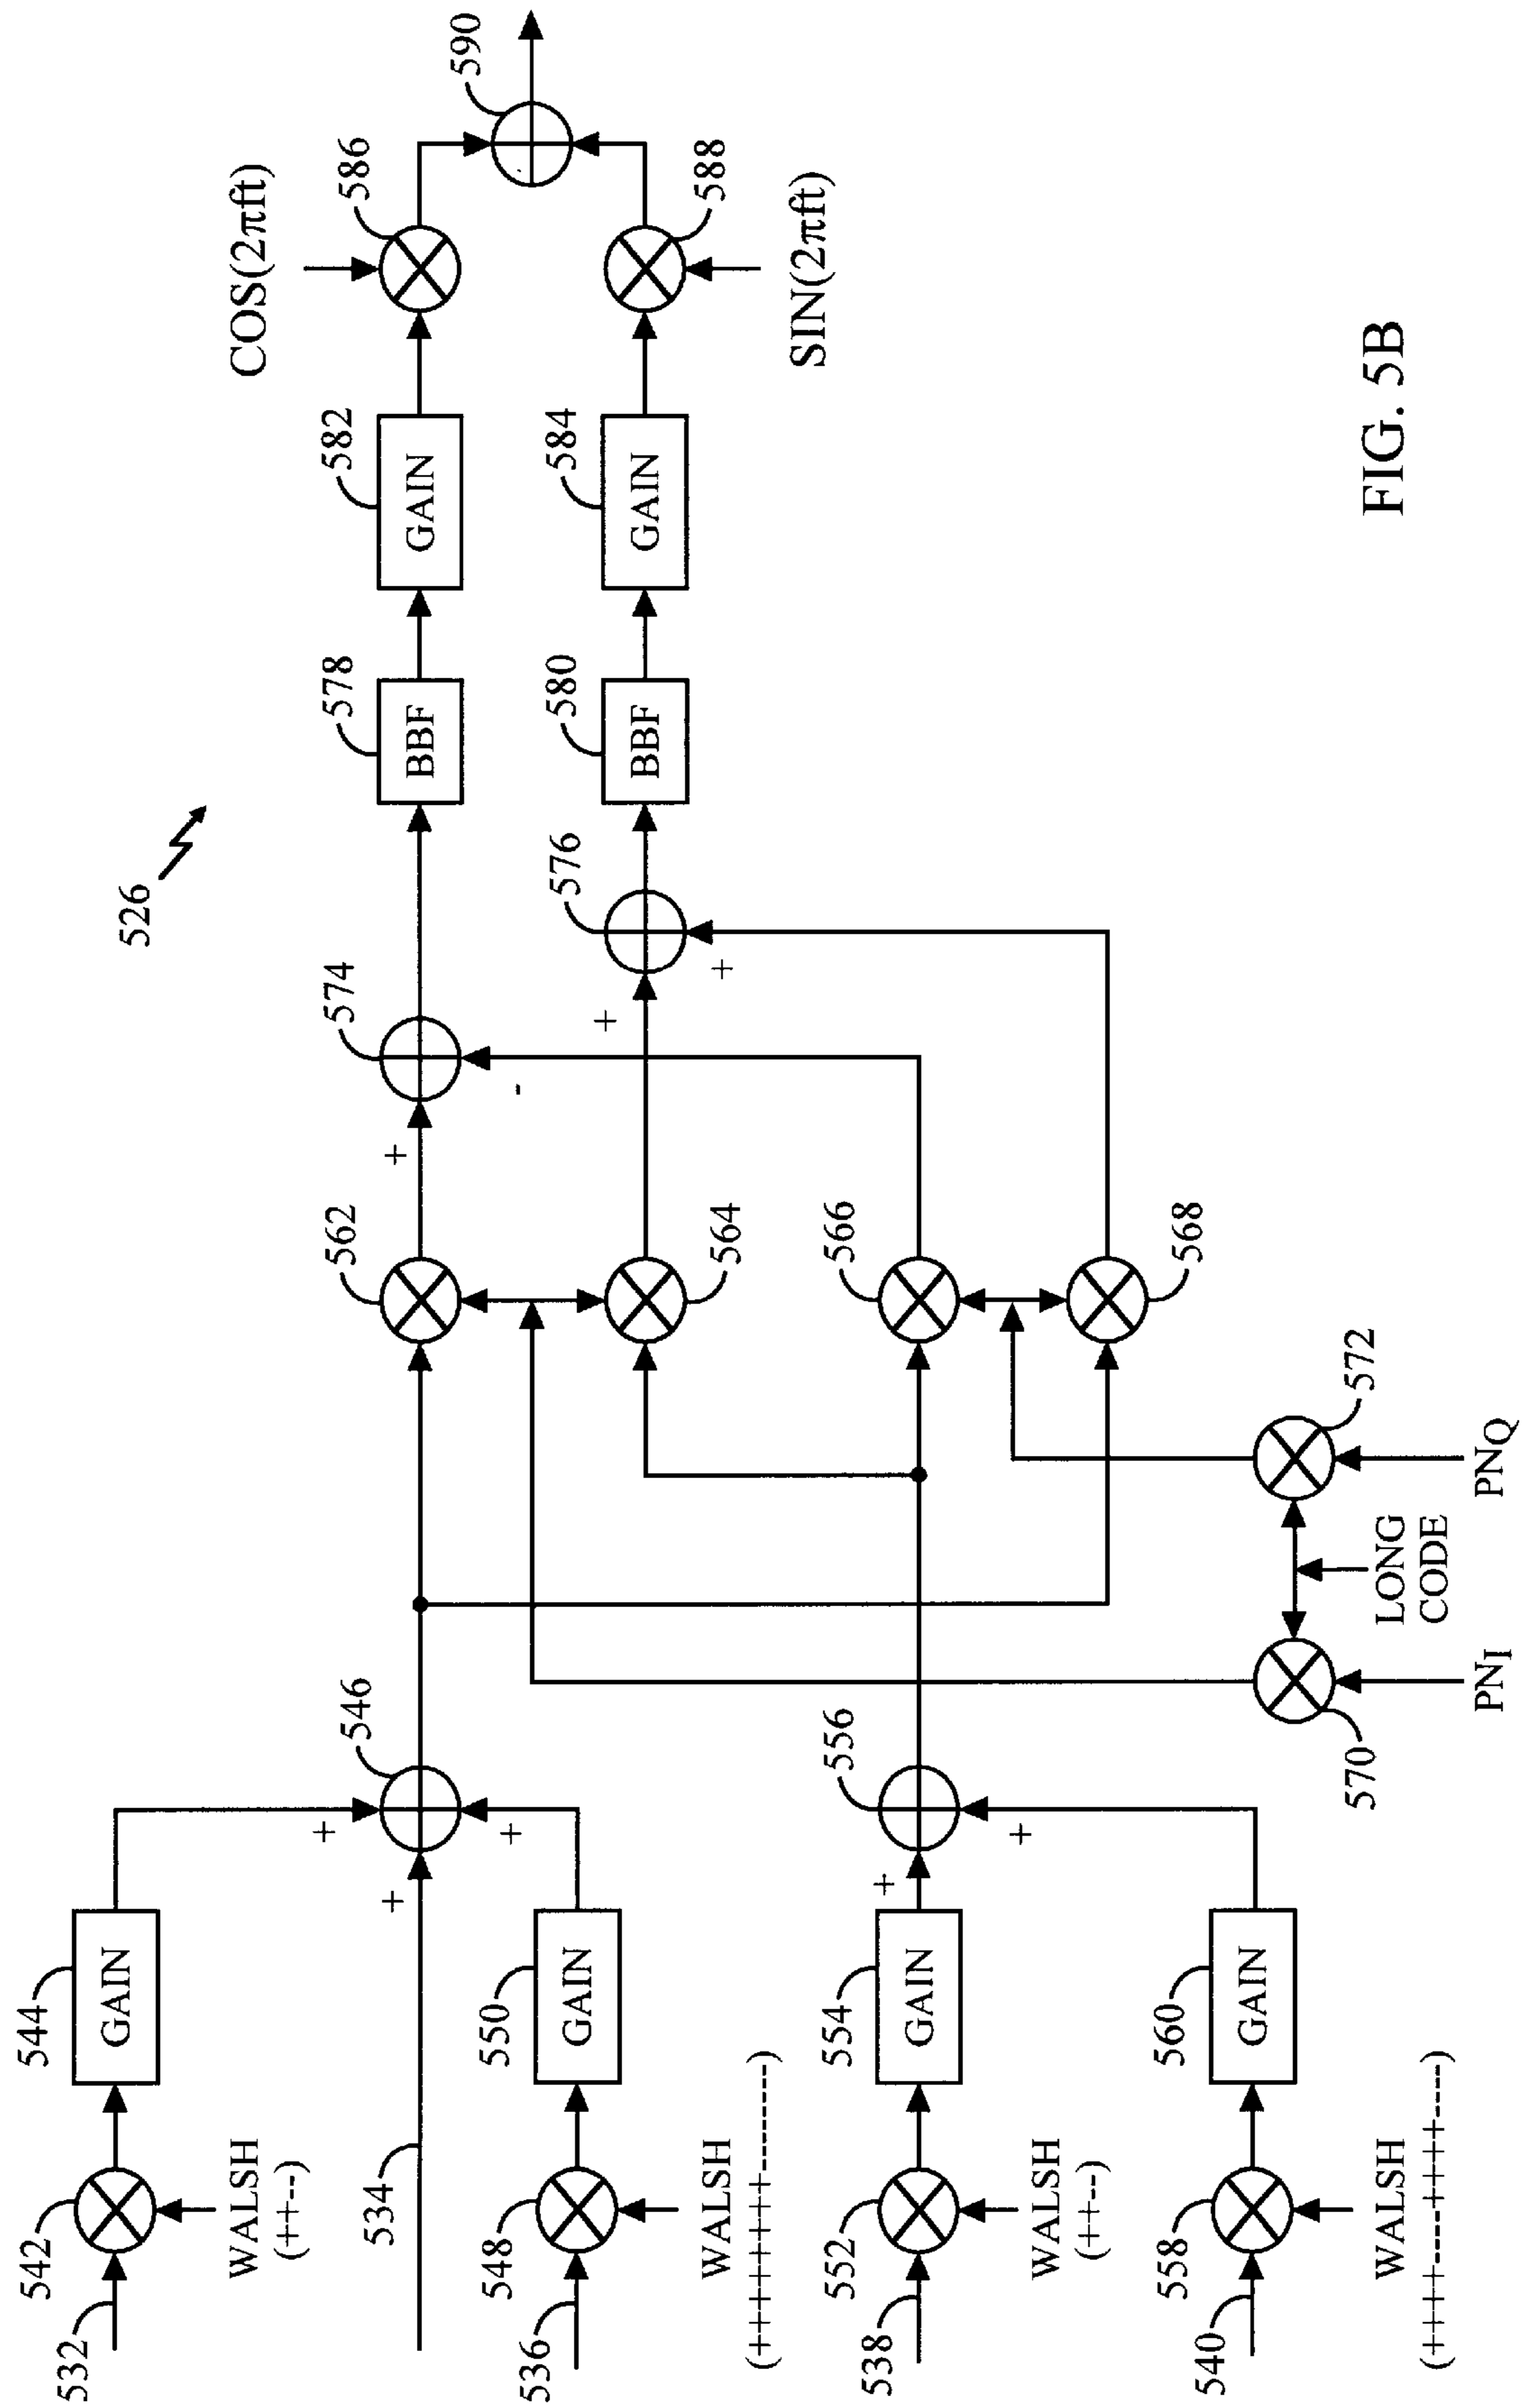 526
532
542
WALSH
(++--)
544
GAIN
+
534
+
546
536
548
WALSH
(++++++++--------)
550
GAIN
+
538
552
WALSH
(++--)
554
GAIN
+
556
540
558
WALSH
(++++----++++----)
560
GAIN
+
562
564
566
568
570
PNI
LONG
CODE
572
PNQ
+
574
-
+
576
+
578
BBF
580
BBF
582
GAIN
584
GAIN
COS(2πft)
586
588
SIN(2πft)
590
FIG. 5B